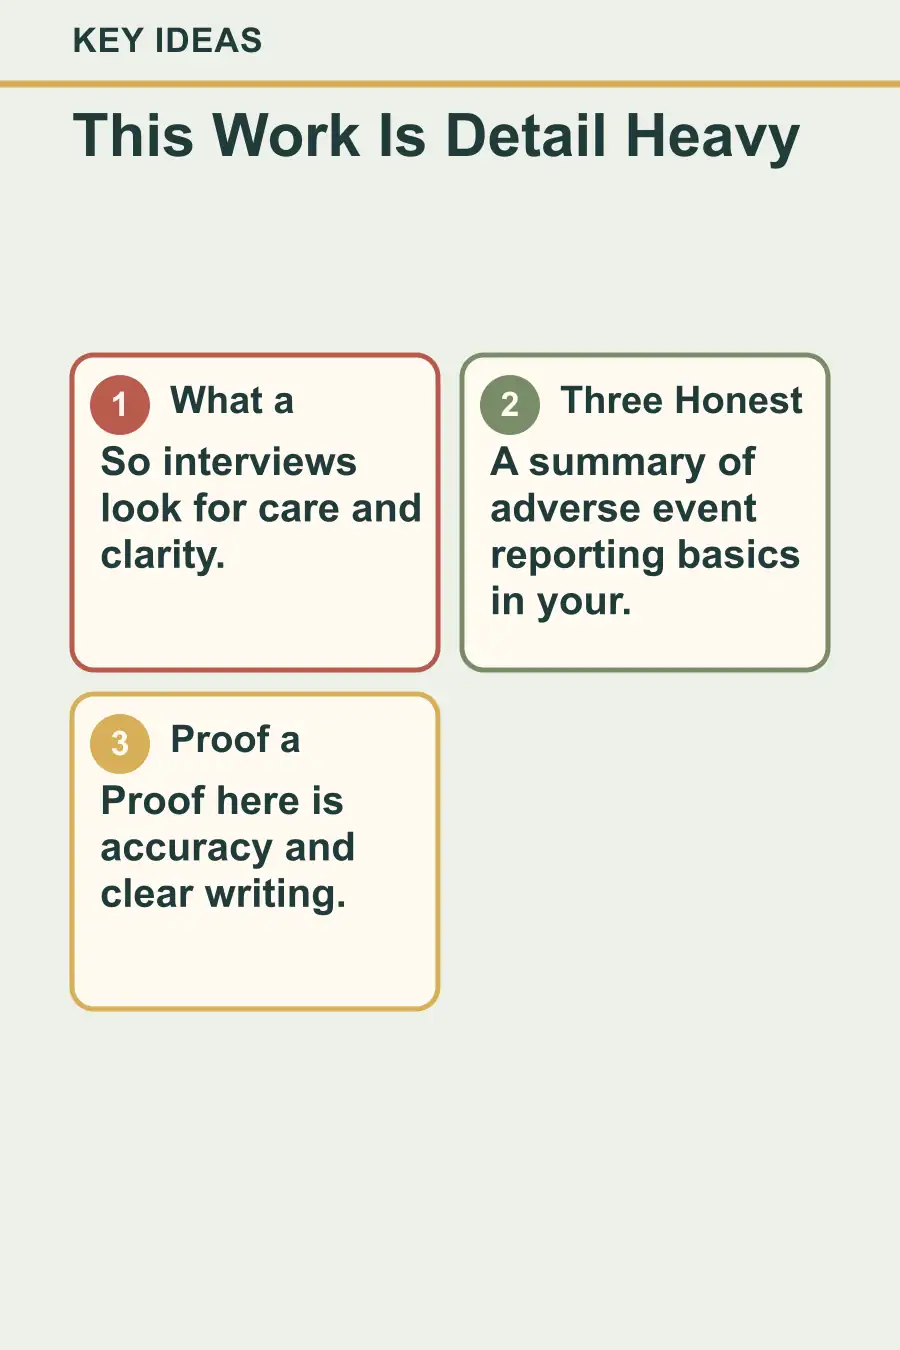 KEY IDEAS
This Work Is Detail Heavy
1 What a
So interviews
look for care and
clarity.
2 Three Honest
A summary of
adverse event
reporting basics
in your.
3 Proof a
Proof here is
accuracy and
clear writing.